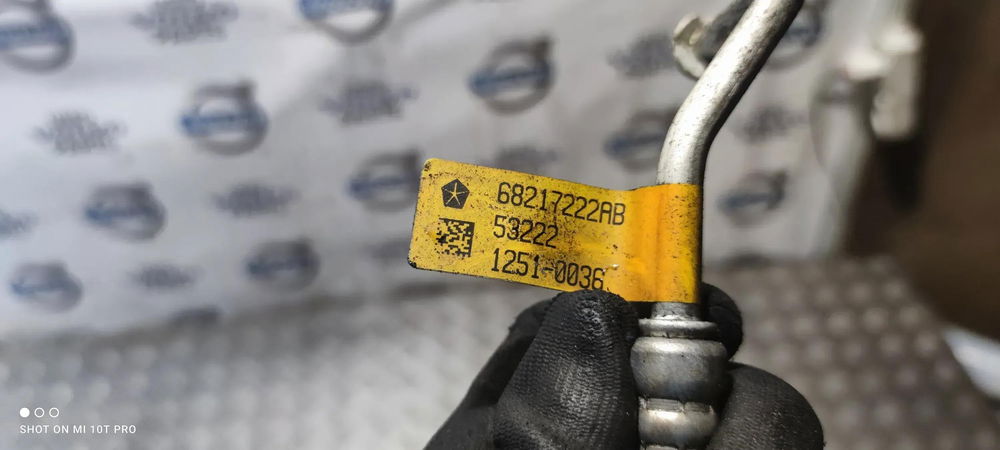 68217222AB
53222
1251-0036
SHOT ON MI 10T PRO